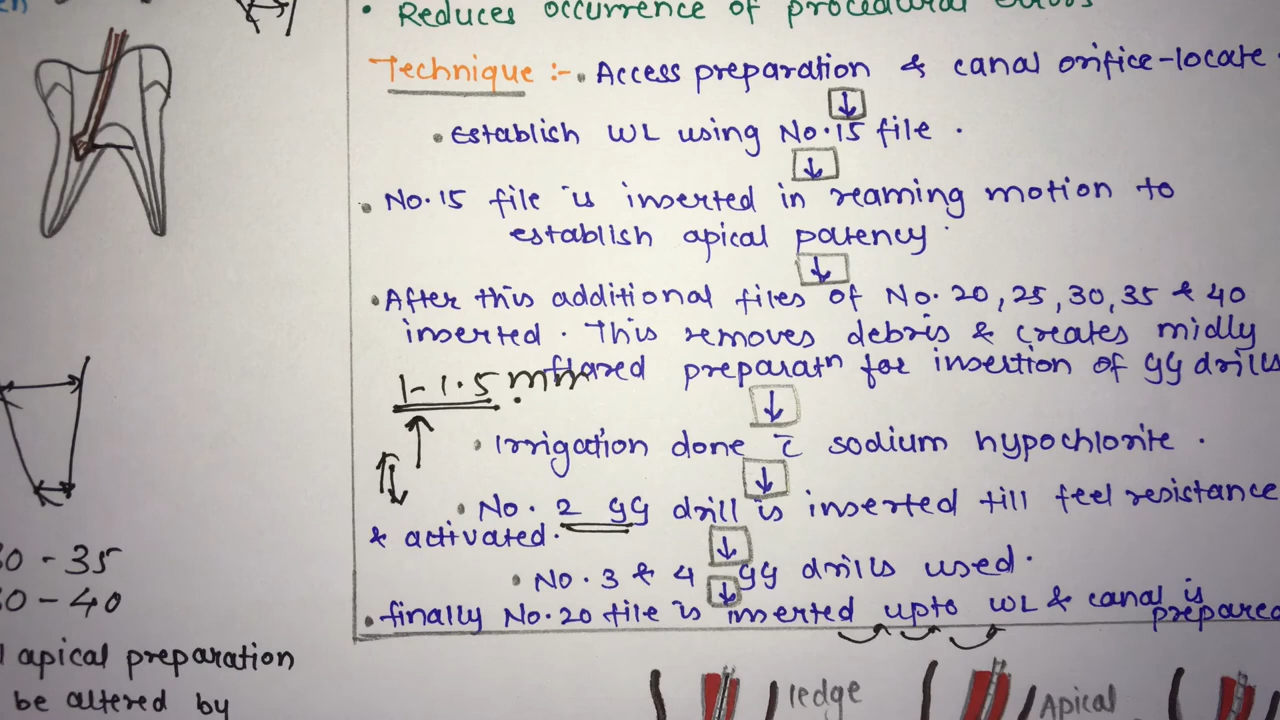 • Reduces occurrence of procedural errors
Technique :- • Access preparation & canal orifice-locate.
↓
• Establish WL using No.15 file.
↓
• No.15 file is inserted in reaming motion to
establish apical patency.
↓
• After this additional files of No. 20, 25, 30, 35 & 40
inserted. This removes debris & creates midly
flared preparatn for insertion of gg drills
1-1.5 mm
↓
• Irrigation done c̄ sodium hypochlorite.
↓
• No. 2 gg drill is inserted till feel resistance
& activated.
↓
• No. 3 & 4 gg drills used.
↓
• finally No.20 file is inserted upto WL & canal is
prepared
30 - 35
30 - 40
apical preparation
be altered by
ledge
Apical